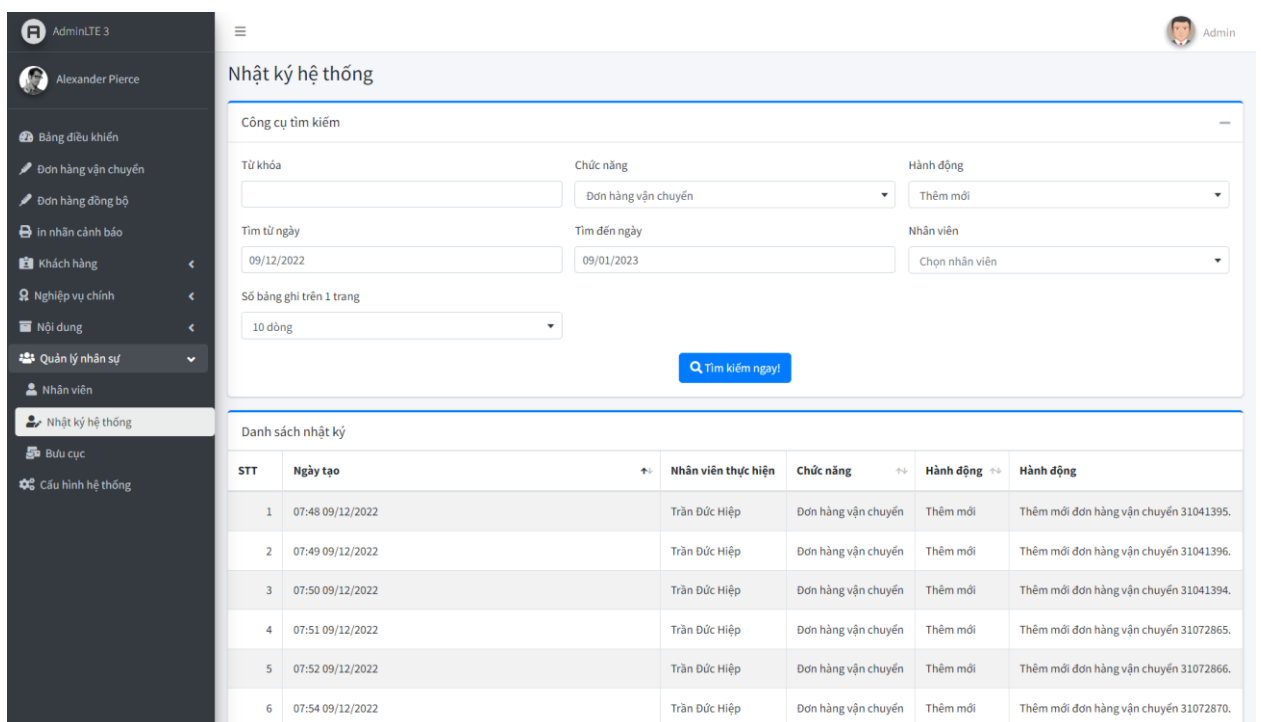 AdminLTE 3
Admin
Alexander Pierce
Nhật ký hệ thống
Bảng điều khiển
Đơn hàng vận chuyển
Đơn hàng đồng bộ
in nhãn cảnh báo
Khách hàng
Nghiệp vụ chính
Nội dung
Quản lý nhân sự
Nhân viên
Nhật ký hệ thống
Bưu cục
Cấu hình hệ thống
Công cụ tìm kiếm
Từ khóa Chức năng Hành động
Đơn hàng vận chuyển Thêm mới
Tìm từ ngày Tìm đến ngày Nhân viên
09/12/2022 09/01/2023 Chọn nhân viên
Số bảng ghi trên 1 trang
10 dòng
Tìm kiếm ngay!
Danh sách nhật ký
STT Ngày tạo Nhân viên thực hiện Chức năng Hành động Hành động
1 07:48 09/12/2022 Trần Đức Hiệp Đơn hàng vận chuyển Thêm mới Thêm mới đơn hàng vận chuyển 31041395.
2 07:49 09/12/2022 Trần Đức Hiệp Đơn hàng vận chuyển Thêm mới Thêm mới đơn hàng vận chuyển 31041396.
3 07:50 09/12/2022 Trần Đức Hiệp Đơn hàng vận chuyển Thêm mới Thêm mới đơn hàng vận chuyển 31041394.
4 07:51 09/12/2022 Trần Đức Hiệp Đơn hàng vận chuyển Thêm mới Thêm mới đơn hàng vận chuyển 31072865.
5 07:52 09/12/2022 Trần Đức Hiệp Đơn hàng vận chuyển Thêm mới Thêm mới đơn hàng vận chuyển 31072866.
6 07:54 09/12/2022 Trần Đức Hiệp Đơn hàng vận chuyển Thêm mới Thêm mới đơn hàng vận chuyển 31072870.